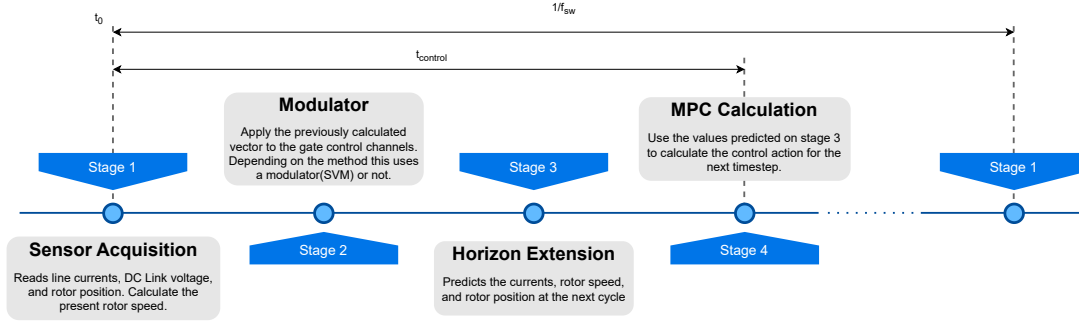 t0
1/fsw
tcontrol
Modulator
Apply the previously calculated
vector to the gate control channels.
Depending on the method this uses
a modulator(SVM) or not.
MPC Calculation
Use the values predicted on stage 3
to calculate the control action for the
next timestep.
Stage 1
Stage 3
Stage 1
Sensor Acquisition
Reads line currents, DC Link voltage,
and rotor position. Calculate the
present rotor speed.
Stage 2
Horizon Extension
Predicts the currents, rotor speed,
and rotor position at the next cycle
Stage 4